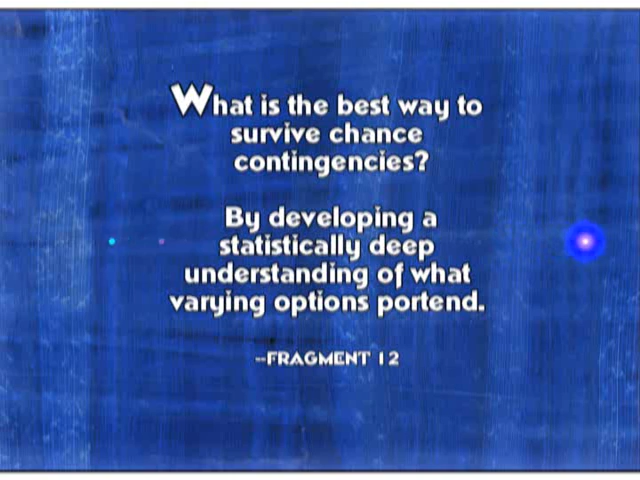 What is the best way to
survive chance
contingencies?
By developing a
statistically deep
understanding of what
varying options portend.
--FRAGMENT 12